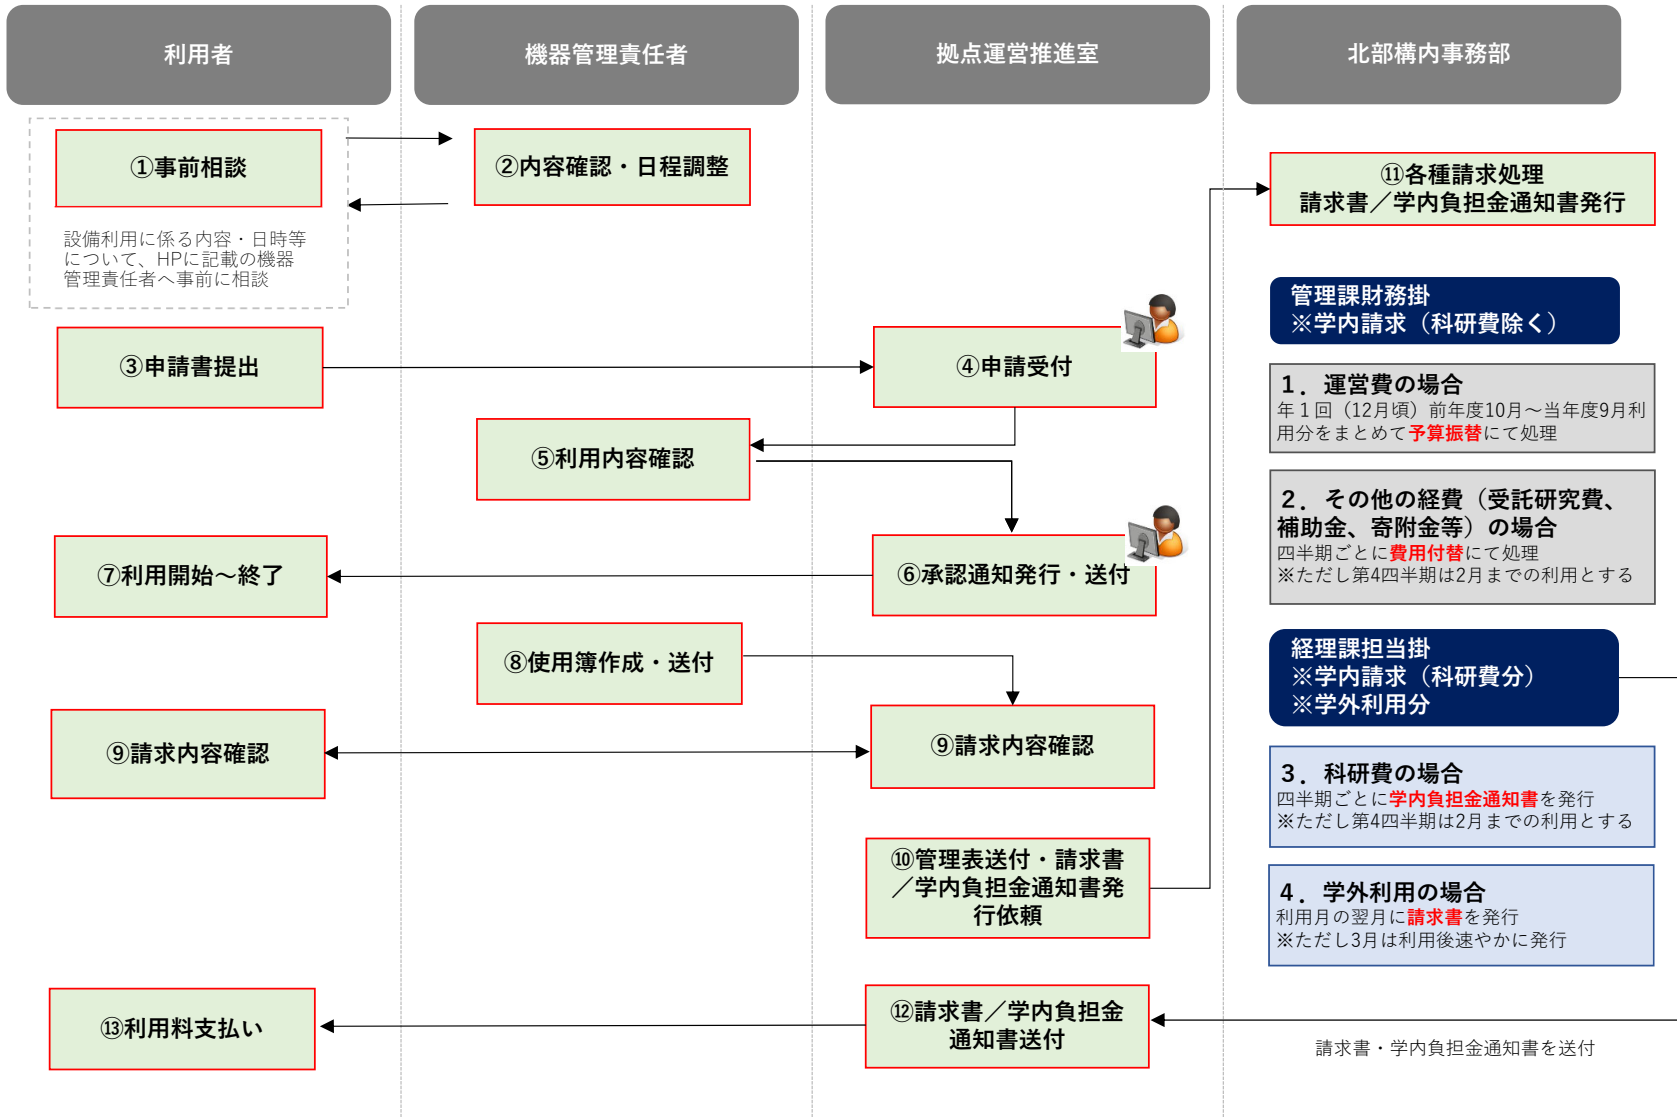 利用者
機器管理責任者
拠点運営推進室
北部構内事務部
①事前相談
②内容確認・日程調整
設備利用に係る内容・日時等
について、HPに記載の機器
管理責任者へ事前に相談
③申請書提出
④申請受付
⑤利用内容確認
⑦利用開始～終了
⑥承認通知発行・送付
⑧使用簿作成・送付
⑨請求内容確認
⑨請求内容確認
⑩管理表送付・請求書
／学内負担金通知書発
行依頼
⑬利用料支払い
⑫請求書／学内負担金
通知書送付
⑪各種請求処理
請求書／学内負担金通知書発行
管理課財務掛
※学内請求（科研費除く）
１．運営費の場合
年１回（12月頃）前年度10月～当年度9月利
用分をまとめて予算振替にて処理
２．その他の経費（受託研究費、
補助金、寄附金等）の場合
四半期ごとに費用付替にて処理
※ただし第4四半期は2月までの利用とする
経理課担当掛
※学内請求（科研費分）
※学外利用分
３．科研費の場合
四半期ごとに学内負担金通知書を発行
※ただし第4四半期は2月までの利用とする
４．学外利用の場合
利用月の翌月に請求書を発行
※ただし3月は利用後速やかに発行
請求書・学内負担金通知書を送付